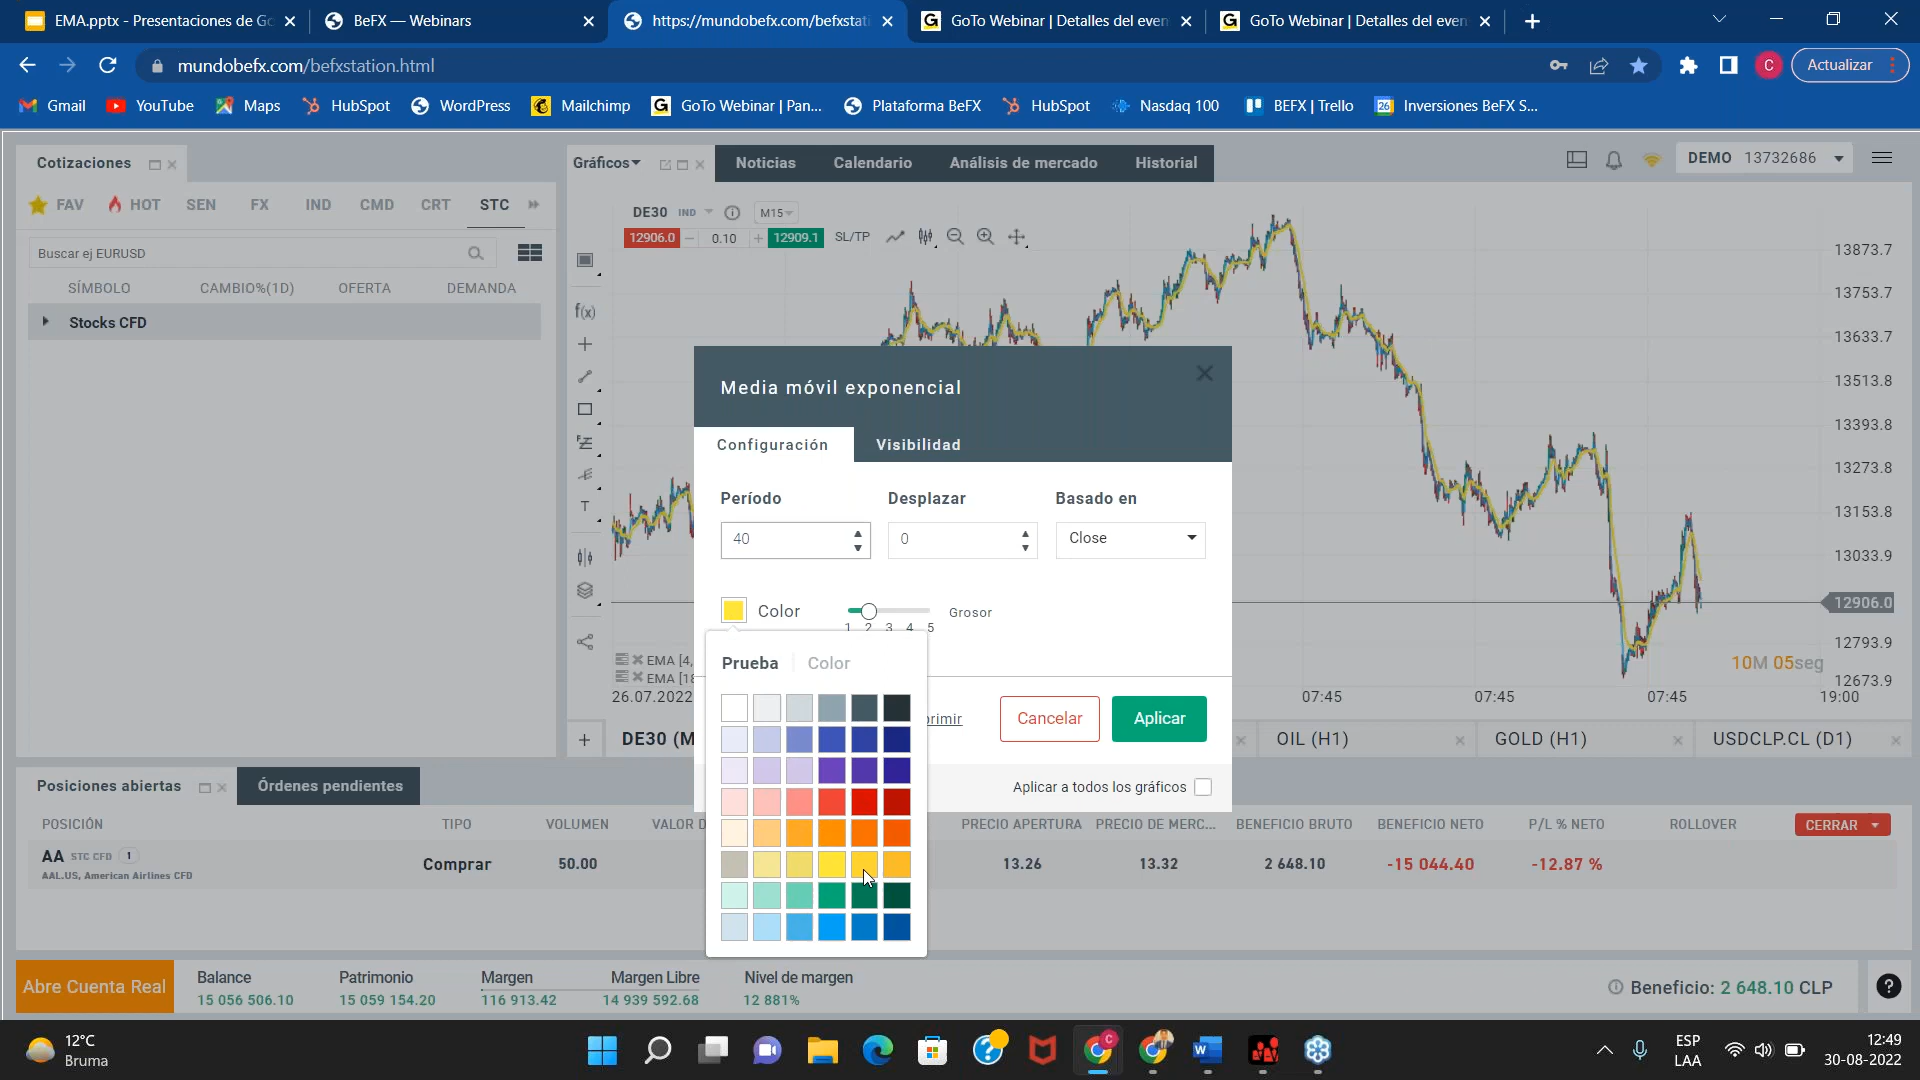 EMA.pptx - Presentaciones de Go
BeFX — Webinars
https://mundobefx.com/befxstati
GoTo Webinar | Detalles del even
GoTo Webinar | Detalles del even
mundobefx.com/befxstation.html
C
Actualizar
Gmail
YouTube
Maps
HubSpot
WordPress
Mailchimp
GoTo Webinar | Pan...
Plataforma BeFX
HubSpot
Nasdaq 100
BEFX | Trello
26
Inversiones BeFX S...
Cotizaciones
FAV
HOT
SEN
FX
IND
CMD
CRT
STC
Buscar ej EURUSD
SÍMBOLO
CAMBIO%(1D)
OFERTA
DEMANDA
Stocks CFD
Gráficos
Noticias
Calendario
Análisis de mercado
Historial
DEMO 13732686
DE30 IND
M15
12906.0
0.10
12909.1
SL/TP
f(x)
T
13873.7
13753.7
13633.7
13513.8
13393.8
13273.8
13153.8
13033.9
12906.0
12793.9
12673.9
10M 05seg
EMA [4,
EMA [18
26.07.2022
07:45
07:45
07:45
19:00
Media móvil exponencial
Configuración
Visibilidad
Período
Desplazar
Basado en
40
0
Close
Color
1 2 3 4 5
Grosor
Prueba
Color
primir
Cancelar
Aplicar
Aplicar a todos los gráficos
DE30 (M
OIL (H1)
GOLD (H1)
USDCLP.CL (D1)
Posiciones abiertas
Órdenes pendientes
POSICIÓN
TIPO
VOLUMEN
VALOR D
PRECIO APERTURA
PRECIO DE MERC...
BENEFICIO BRUTO
BENEFICIO NETO
P/L % NETO
ROLLOVER
CERRAR
AA STC CFD 1
AAL.US, American Airlines CFD
Comprar
50.00
13.26
13.32
2 648.10
-15 044.40
-12.87 %
Abre Cuenta Real
Balance
15 056 506.10
Patrimonio
15 059 154.20
Margen
116 913.42
Margen Libre
14 939 592.68
Nivel de margen
12 881%
Beneficio: 2 648.10 CLP
12°C
Bruma
ESP
LAA
12:49
30-08-2022